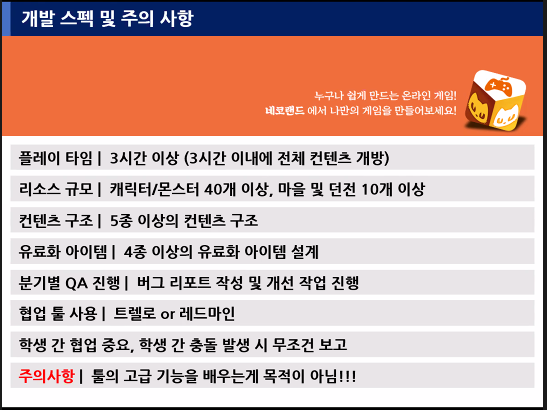 개발 스펙 및 주의 사항
누구나 쉽게 만드는 온라인 게임!
네코랜드 에서 나만의 게임을 만들어보세요!
플레이 타임 | 3시간 이상 (3시간 이내에 전체 컨텐츠 개방)
리소스 규모 | 캐릭터/몬스터 40개 이상, 마을 및 던전 10개 이상
컨텐츠 구조 | 5종 이상의 컨텐츠 구조
유료화 아이템 | 4종 이상의 유료화 아이템 설계
분기별 QA 진행 | 버그 리포트 작성 및 개선 작업 진행
협업 툴 사용 | 트렐로 or 레드마인
학생 간 협업 중요, 학생 간 충돌 발생 시 무조건 보고
주의사항 | 툴의 고급 기능을 배우는게 목적이 아님!!!